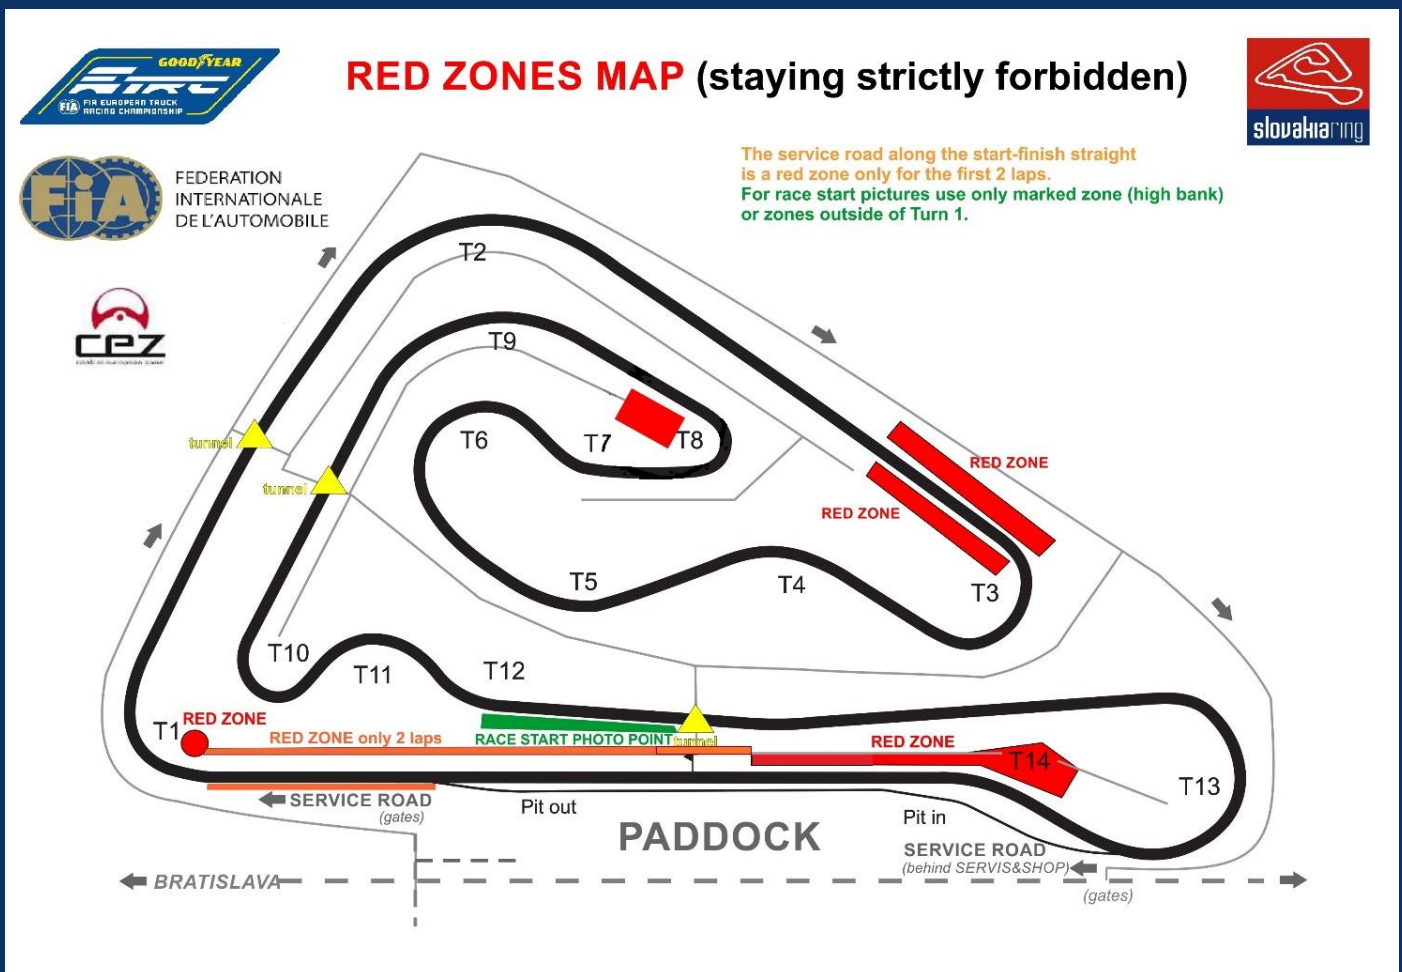 GOODYEAR
ETRC
FIA FIA EUROPEAN TRUCK
RACING CHAMPIONSHIP
RED ZONES MAP (staying strictly forbidden)
slovakiaring
FiA
FEDERATION
INTERNATIONALE
DE L'AUTOMOBILE
The service road along the start-finish straight
is a red zone only for the first 2 laps.
For race start pictures use only marked zone (high bank)
or zones outside of Turn 1.
cez
T2
T9
T6
T7
T8
tunnel
tunnel
RED ZONE
RED ZONE
T5
T4
T3
T10
T11
T12
T1
RED ZONE
RED ZONE only 2 laps
RACE START PHOTO POINT
tunnel
RED ZONE
T14
T13
SERVICE ROAD
(gates)
Pit out
PADDOCK
Pit in
SERVICE ROAD
(behind SERVIS&SHOP)
BRATISLAVA
(gates)